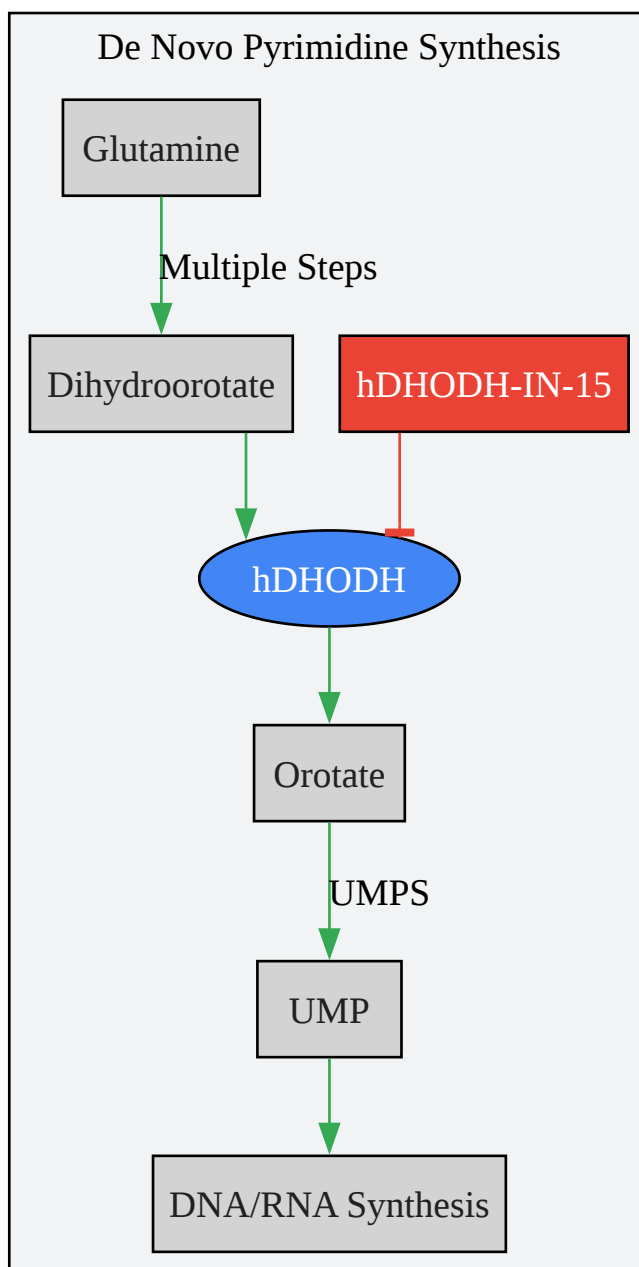 De Novo Pyrimidine Synthesis
Glutamine
Multiple Steps
Dihydroorotate
hDHODH-IN-15
hDHODH
Orotate
UMPS
UMP
DNA/RNA Synthesis